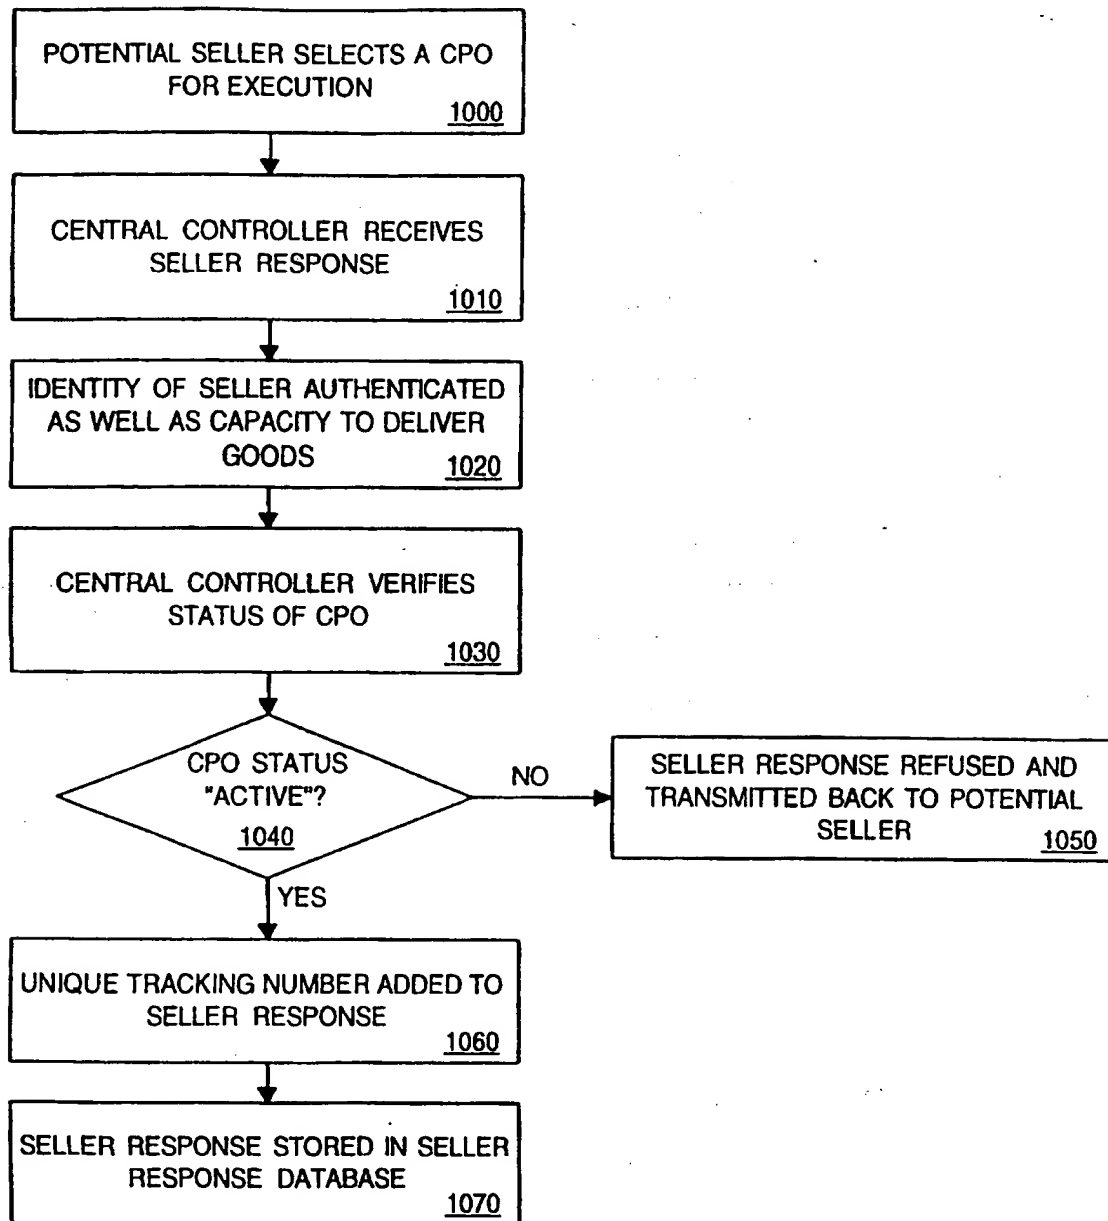 POTENTIAL SELLER SELECTS A CPO
FOR EXECUTION
1000
CENTRAL CONTROLLER RECEIVES
SELLER RESPONSE
1010
IDENTITY OF SELLER AUTHENTICATED
AS WELL AS CAPACITY TO DELIVER
GOODS
1020
CENTRAL CONTROLLER VERIFIES
STATUS OF CPO
1030
CPO STATUS
"ACTIVE"?
1040
NO
SELLER RESPONSE REFUSED AND
TRANSMITTED BACK TO POTENTIAL
SELLER
1050
YES
UNIQUE TRACKING NUMBER ADDED TO
SELLER RESPONSE
1060
SELLER RESPONSE STORED IN SELLER
RESPONSE DATABASE
1070